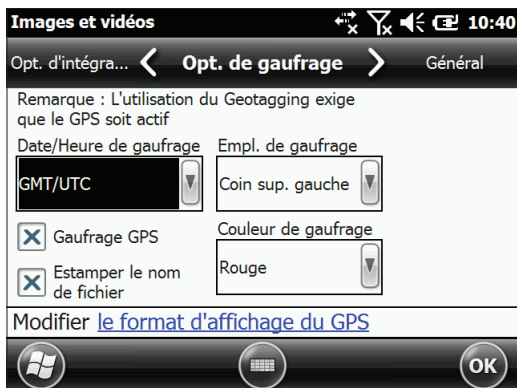 Images et vidéos 10:40
Opt. d'intégra... Opt. de gaufrage Général
Remarque : L'utilisation du Geotagging exige
que le GPS soit actif
Date/Heure de gaufrage Empl. de gaufrage
GMT/UTC Coin sup. gauche
Gaufrage GPS Couleur de gaufrage
Estamper le nom
de fichier
Rouge
Modifier le format d'affichage du GPS
OK